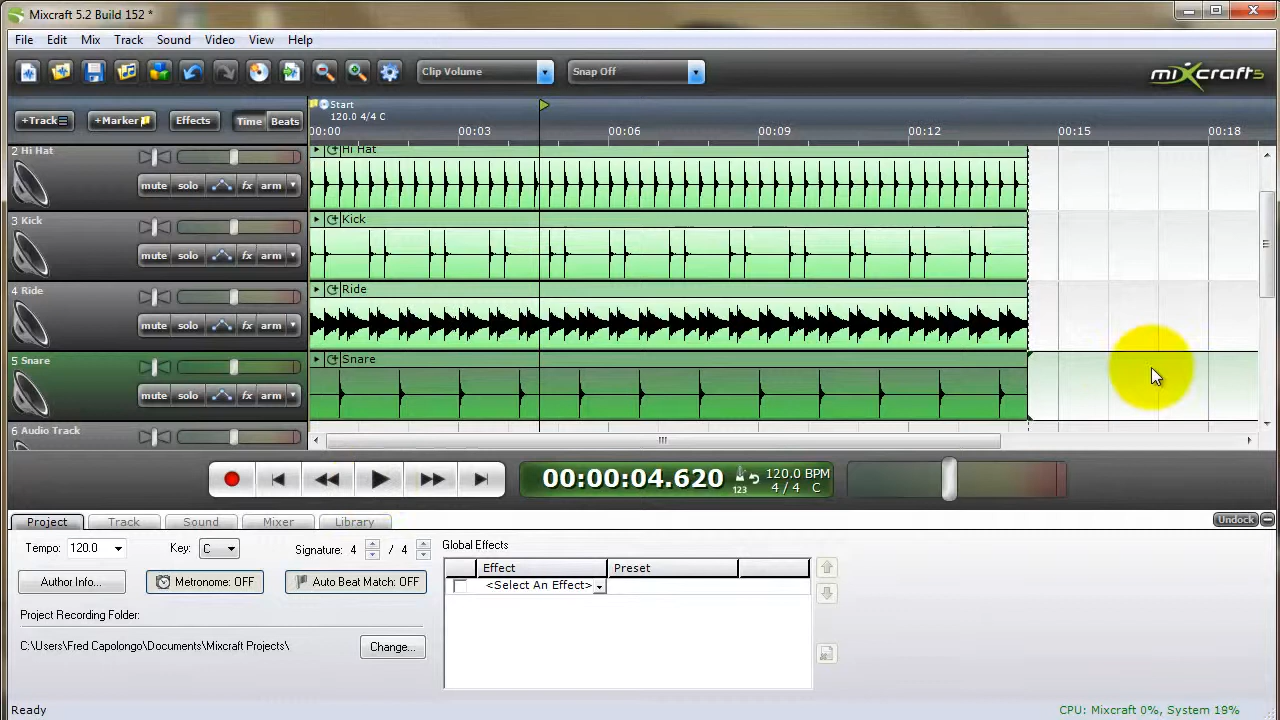 Mixcraft 5.2 Build 152 *
File Edit Mix Track Sound Video View Help
Clip Volume Snap Off mixcraft5
+Track +Marker Effects Time Beats
Start
120.0 4/4 C
00:00 00:03 00:06 00:09 00:12 00:15 00:18
2 Hi Hat
mute solo fx arm
Hi Hat
3 Kick
mute solo fx arm
Kick
4 Ride
mute solo fx arm
Ride
5 Snare
mute solo fx arm
Snare
6 Audio Track
00:00:04.620 123 120.0 BPM
4 / 4 C
Project Track Sound Mixer Library Undock
Tempo: 120.0 Key: C Signature: 4 / 4
Author Info... Metronome: OFF Auto Beat Match: OFF
Project Recording Folder:
C:\Users\Fred Capolongo\Documents\Mixcraft Projects\ Change...
Global Effects
Effect Preset
<Select An Effect>
Ready CPU: Mixcraft 0%, System 19%